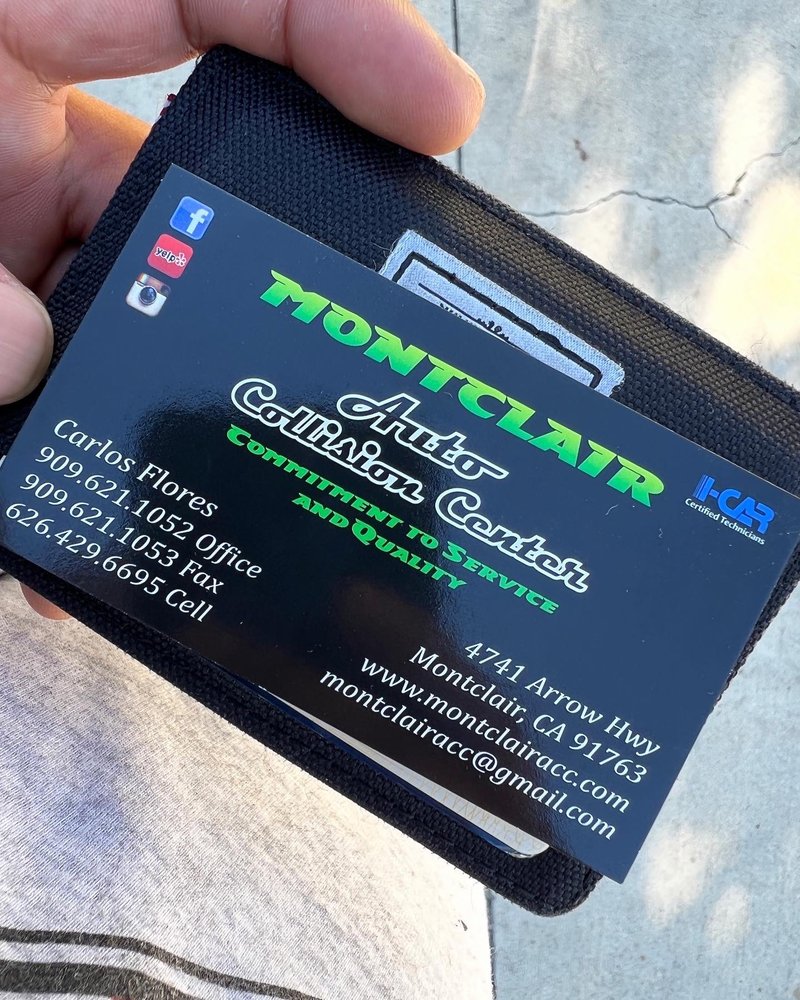 f
yelp
MONTCLAIR
Auto
Collision Center
COMMITMENT TO SERVICE
AND QUALITY
I-CAR
Certified Technicians
Carlos Flores
909.621.1052 Office
909.621.1053 Fax
626.429.6695 Cell
4741 Arrow Hwy
Montclair, CA 91763
www.montclairacc.com
montclairacc@gmail.com